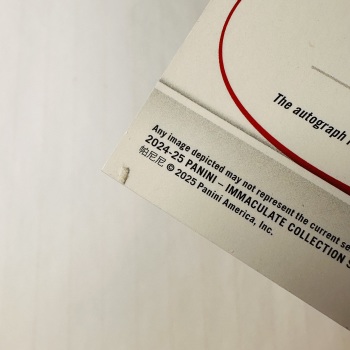 The autograph
Any image depicted may not represent the current
2024-25 PANINI – IMMACULATE COLLECTION
帕尼尼 © 2025 Panini America, Inc.